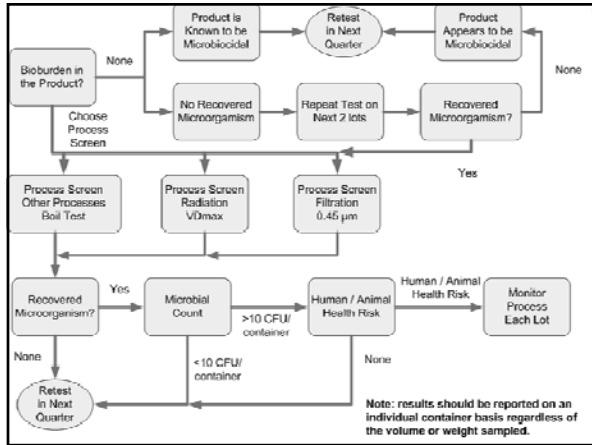 Product is
Known to be
Microbiocidal
Retest
in Next
Quarter
Product
Appears to be
Microbiocidal
None
Bioburden in
the Product?
None
No Recovered
Microorgamism
Repeat Test on
Next 2 lots
Recovered
Microorgamism?
Choose
Process
Screen
Yes
Process Screen
Other Processes
Boil Test
Process Screen
Radiation
VDmax
Process Screen
Filtration
0.45 µm
Recovered
Microorganism?
Yes
Microbial
Count
>10 CFU/
container
Human / Animal
Health Risk
Human / Animal
Health Risk
Monitor
Process
Each Lot
None
<10 CFU/
container
None
Retest
in Next
Quarter
Note: results should be reported on an
individual container basis regardless of
the volume or weight sampled.